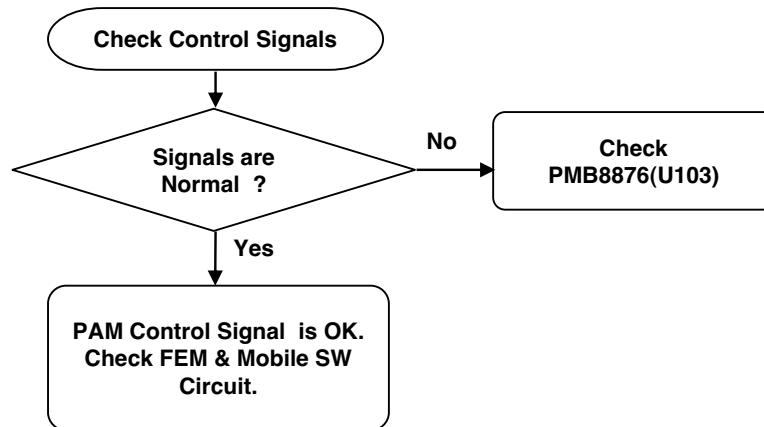 Check Control Signals
Signals are
Normal ?
No
Check
PMB8876(U103)
Yes
PAM Control Signal is OK.
Check FEM & Mobile SW
Circuit.